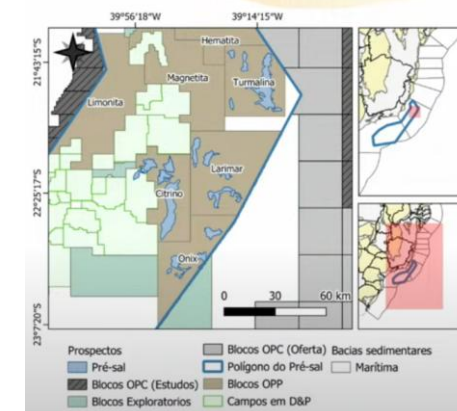 39°56'18"W 39°14'15"W
21°43'15"S
22°25'17"S
23°7'20"S
Hematita
Magnetita
Turmalina
Limonita
Larimar
Citrino
Onix
0 30 60 km
Prospectos
Pré-sal
Blocos OPC (Estudos)
Blocos Exploratorios
Blocos OPC (Oferta)
Polígono do Pré-sal
Blocos OPP
Campos em D&P
Bacias sedimentares
Marítima